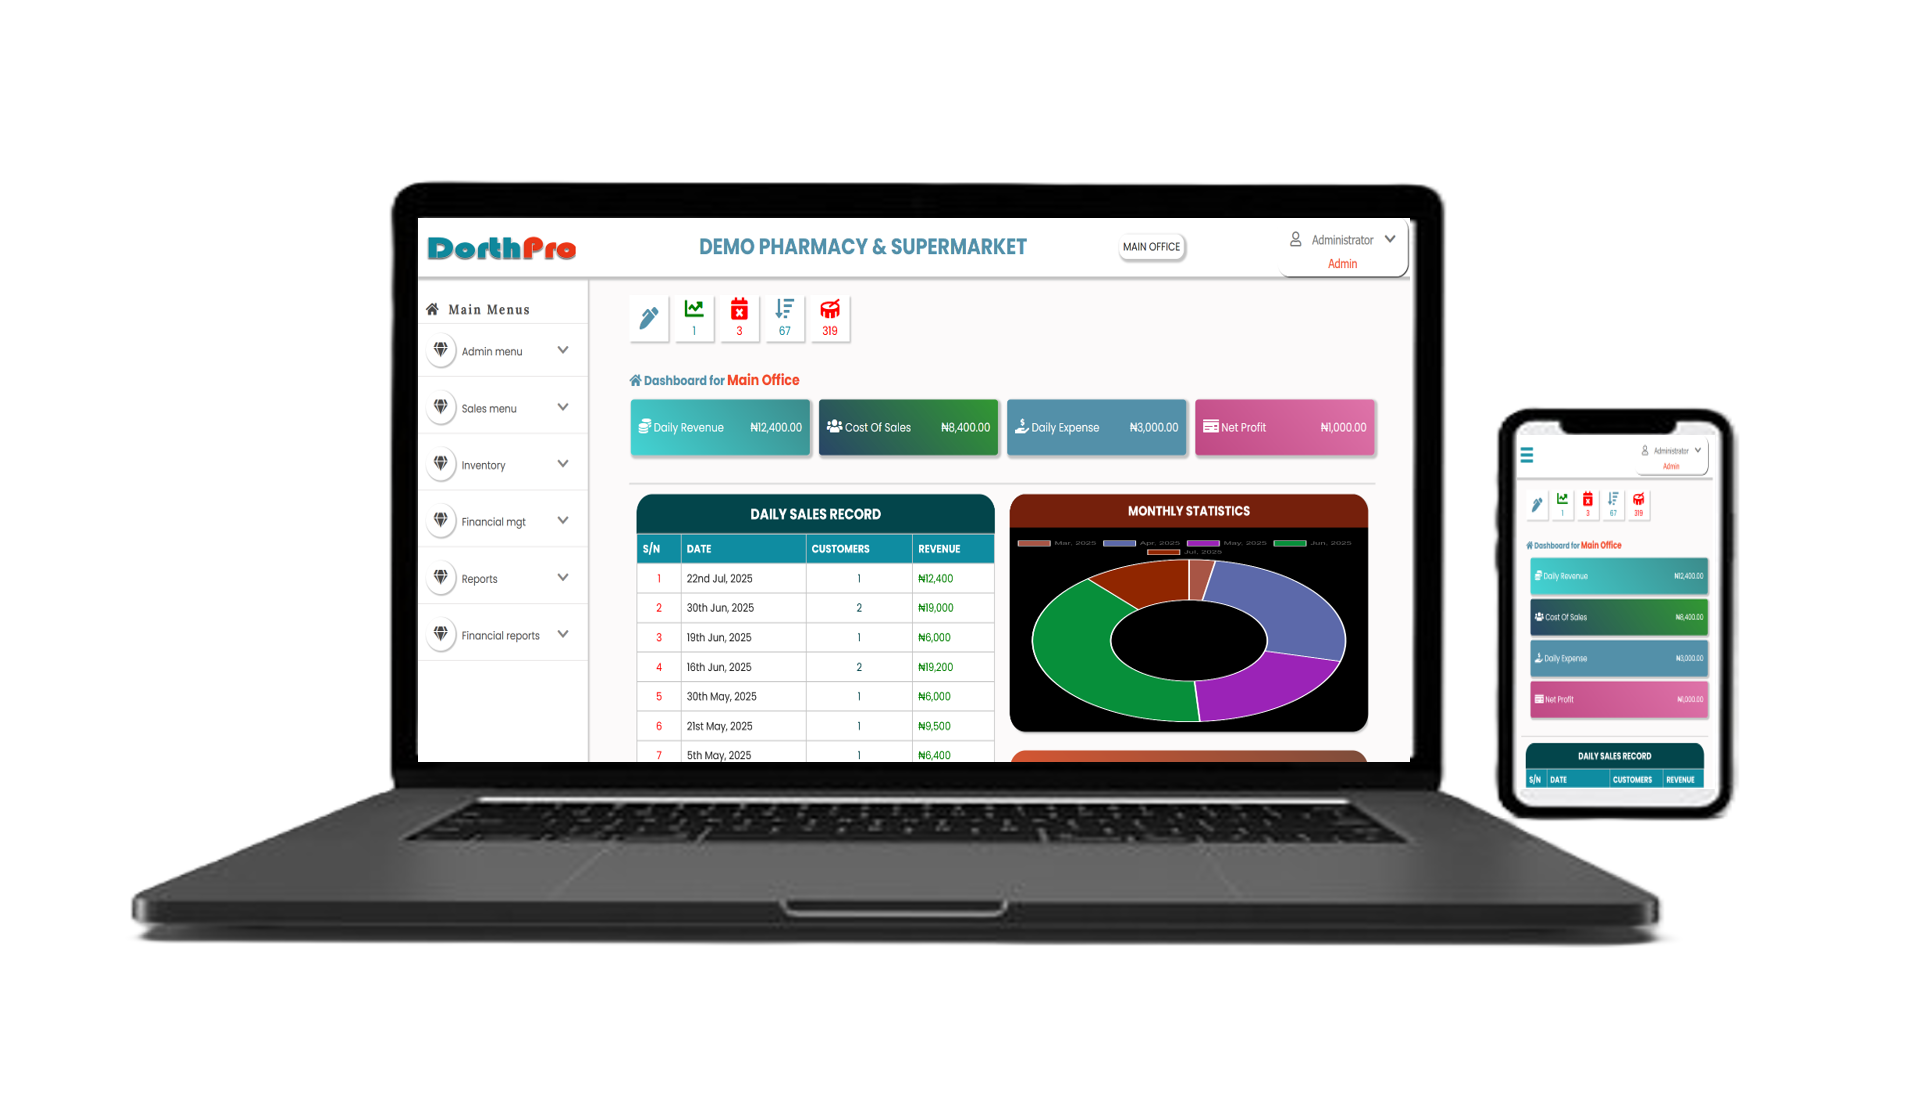 DorthPro
DEMO PHARMACY & SUPERMARKET
MAIN OFFICE
Administrator
Admin
Main Menus
Admin menu
Sales menu
Inventory
Financial mgt
Reports
Financial reports
1
3
67
319
Dashboard for Main Office
Daily Revenue ₦12,400.00
Cost Of Sales ₦8,400.00
Daily Expense ₦3,000.00
Net Profit ₦1,000.00
DAILY SALES RECORD
S/N DATE CUSTOMERS REVENUE
1 22nd Jul, 2025 1 ₦12,400
2 30th Jun, 2025 2 ₦19,000
3 19th Jun, 2025 1 ₦6,000
4 16th Jun, 2025 2 ₦19,200
5 30th May, 2025 1 ₦6,000
6 21st May, 2025 1 ₦9,500
7 5th May, 2025 1 ₦6,400
MONTHLY STATISTICS
Mar, 2025 Apr, 2025 May, 2025 Jun, 2025
Jul, 2025
Administrator
Admin
1
3
67
319
Dashboard for Main Office
Daily Revenue ₦12,400.00
Cost Of Sales ₦8,400.00
Daily Expense ₦3,000.00
Net Profit ₦1,000.00
DAILY SALES RECORD
S/N DATE CUSTOMERS REVENUE